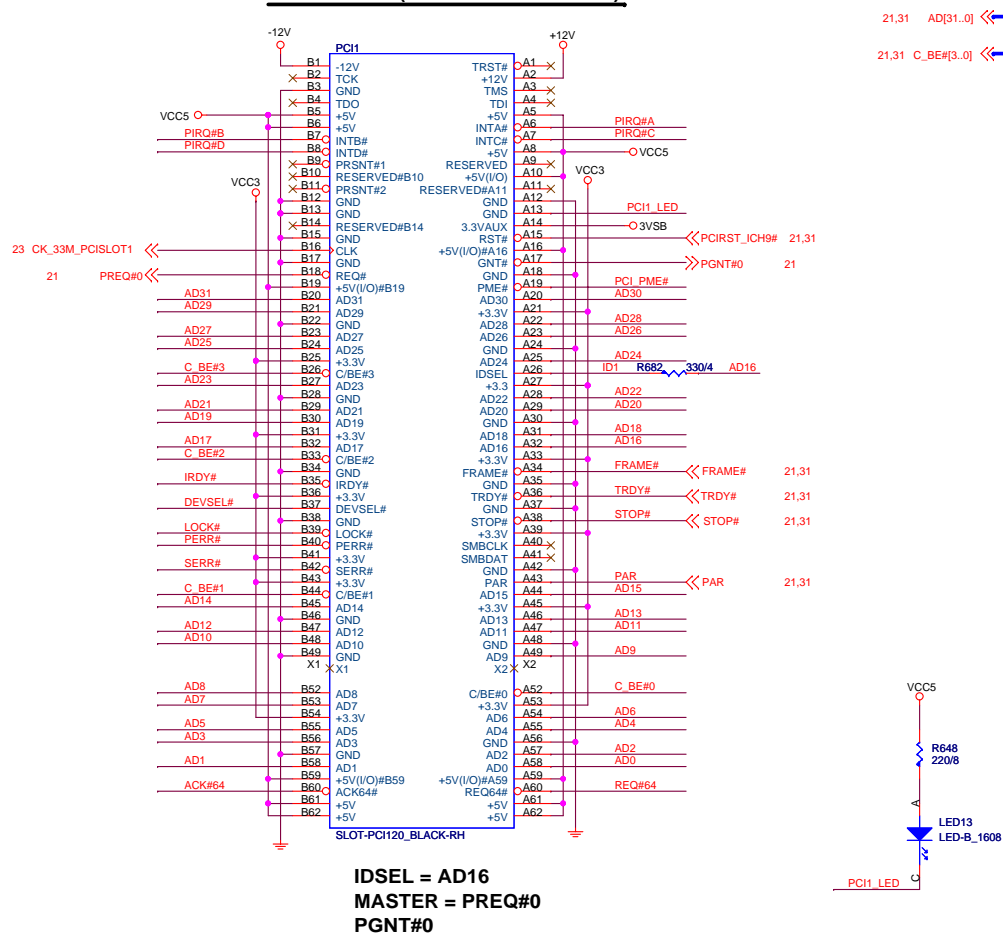 21,31 AD[31..0]
21,31 C_BE#[3..0]
-12V +12V
PCI1
B1 -12V TRST# A1
B2 TCK +12V A2
B3 GND TMS A3
B4 TDO TDI A4
VCC5 B5 +5V +5V A5
B6 +5V INTA# A6 PIRQ#A
PIRQ#B B7 INTB# INTC# A7 PIRQ#C
PIRQ#D B8 INTD# +5V A8 VCC5
B9 PRSNT#1 RESERVED A9
B10 RESERVED#B10 +5V(I/O) A10
VCC3 B11 PRSNT#2 RESERVED#A11 A11 VCC3
B12 GND GND A12
B13 GND GND A13 PCI1_LED
B14 RESERVED#B14 3.3VAUX A14 3VSB
B15 GND RST# A15 PCIRST_ICH9# 21,31
23 CK_33M_PCISLOT1 B16 CLK +5V(I/O)#A16 A16
B17 GND GNT# A17 PGNT#0 21
21 PREQ#0 B18 REQ# GND A18
B19 +5V(I/O)#B19 PME# A19 PCI_PME#
AD31 B20 AD31 AD30 A20 AD30
AD29 B21 AD29 +3.3V A21
B22 GND AD28 A22 AD28
AD27 B23 AD27 AD26 A23 AD26
AD25 B24 AD25 GND A24
B25 +3.3V AD24 A25 AD24
C_BE#3 B26 C/BE#3 IDSEL A26 ID1 R682 330/4 AD16
AD23 B27 AD23 +3.3 A27
B28 GND AD22 A28 AD22
AD21 B29 AD21 AD20 A29 AD20
AD19 B30 AD19 GND A30
B31 +3.3V AD18 A31 AD18
AD17 B32 AD17 AD16 A32 AD16
C_BE#2 B33 C/BE#2 +3.3V A33
B34 GND FRAME# A34 FRAME# FRAME# 21,31
IRDY# B35 IRDY# GND A35
B36 +3.3V TRDY# A36 TRDY# TRDY# 21,31
DEVSEL# B37 DEVSEL# GND A37
B38 GND STOP# A38 STOP# STOP# 21,31
LOCK# B39 LOCK# +3.3V A39
PERR# B40 PERR# SMBCLK A40
B41 +3.3V SMBDAT A41
SERR# B42 SERR# GND A42
B43 +3.3V PAR A43 PAR PAR 21,31
C_BE#1 B44 C/BE#1 AD15 A44 AD15
AD14 B45 AD14 +3.3V A45
B46 GND AD13 A46 AD13
AD12 B47 AD12 AD11 A47 AD11
AD10 B48 AD10 GND A48
B49 GND AD9 A49 AD9
X1 X1 X2 X2
AD8 B52 AD8 C/BE#0 A52 C_BE#0
AD7 B53 AD7 +3.3V A53
B54 +3.3V AD6 A54 AD6
AD5 B55 AD5 AD4 A55 AD4
AD3 B56 AD3 GND A56
B57 GND AD2 A57 AD2
AD1 B58 AD1 AD0 A58 AD0
B59 +5V(I/O)#B59 +5V(I/O)#A59 A59
ACK#64 B60 ACK64# REQ64# A60 REQ#64
B61 +5V +5V A61
B62 +5V +5V A62
SLOT-PCI120_BLACK-RH
VCC5
R648
220/8
A
LED13
LED-B_1608
C
PCI1_LED
IDSEL = AD16
MASTER = PREQ#0
PGNT#0